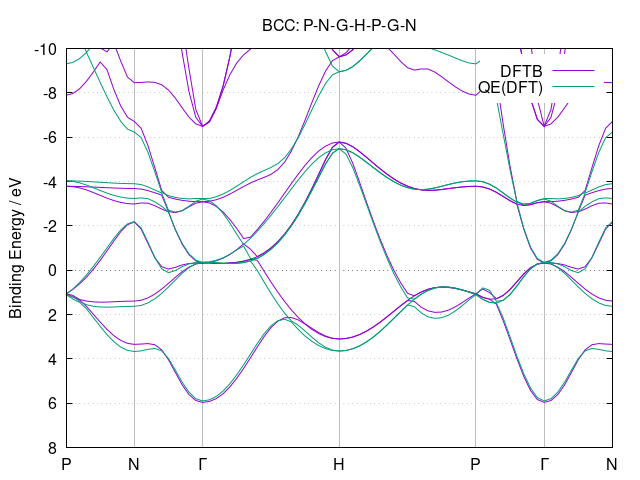 BCC: P-N-G-H-P-G-N
-10
-8
-6
-4
-2
0
2
4
6
8
Binding Energy / eV
DFTB
QE(DFT)
P N Γ H P Γ N